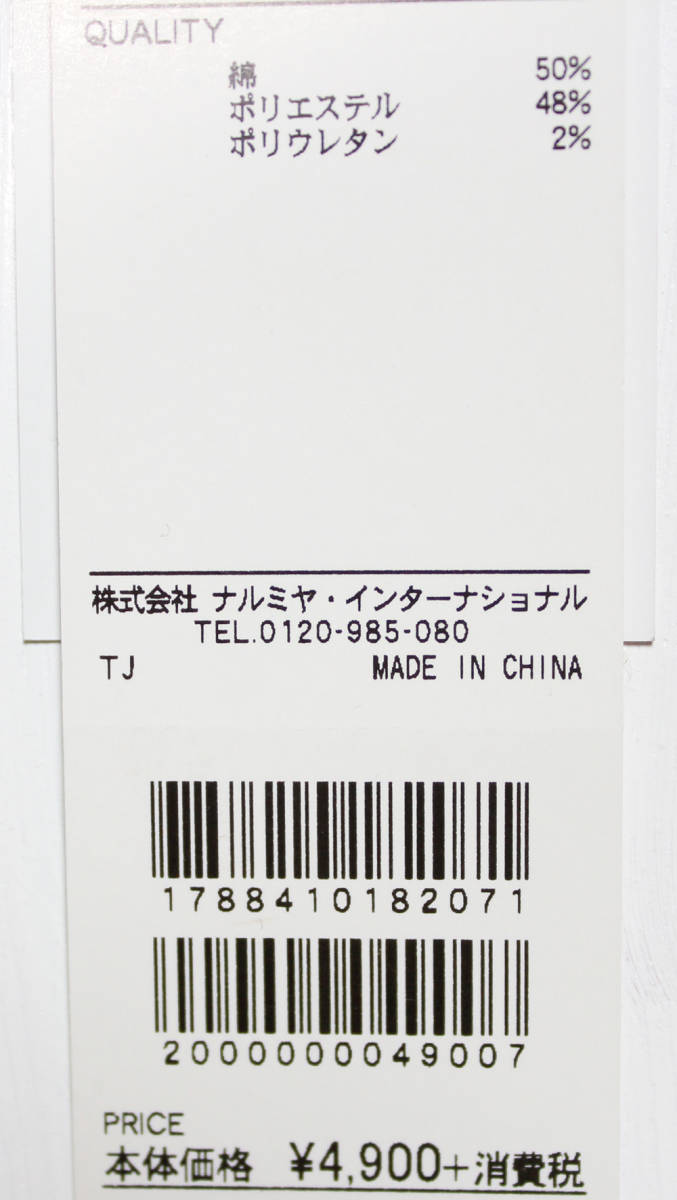 QUALITY
綿 50%
ポリエステル 48%
ポリウレタン 2%
株式会社 ナルミヤ・インターナショナル
TEL.0120-985-080
TJ MADE IN CHINA
1788410182071
2000000049007
PRICE
本体価格 ¥4,900+消費税